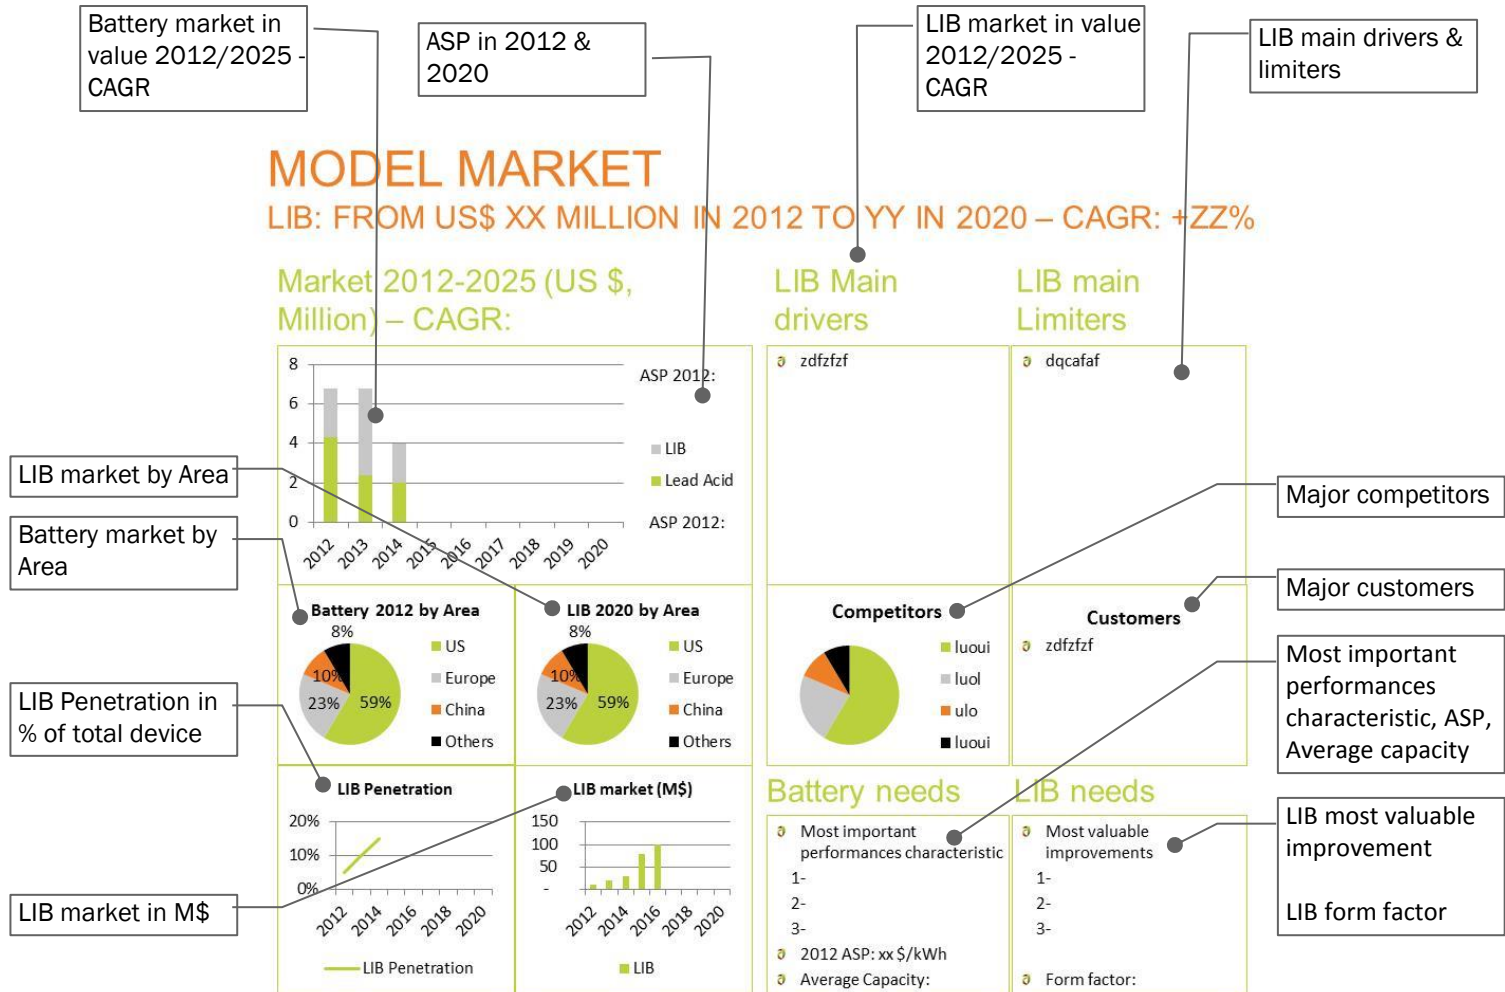 Battery market in
value 2012/2025 -
CAGR
ASP in 2012 &
2020
LIB market in value
2012/2025 -
CAGR
LIB main drivers &
limiters
MODEL MARKET
LIB: FROM US$ XX MILLION IN 2012 TO YY IN 2020 – CAGR: +ZZ%
Market 2012-2025 (US $,
Million) – CAGR:
LIB Main
drivers
LIB main
Limiters
8
6
4
2
0
2012
2013
2014
2015
2016
2017
2018
2019
2020
ASP 2012:
LIB
Lead Acid
ASP 2012:
zdfzfzf
dqcafaf
LIB market by Area
Battery market by
Area
LIB Penetration in
% of total device
LIB market in M$
Major competitors
Major customers
Most important
performances
characteristic, ASP,
Average capacity
LIB most valuable
improvement
LIB form factor
Battery 2012 by Area
8%
10%
23%
59%
US
Europe
China
Others
LIB 2020 by Area
8%
10%
23%
59%
US
Europe
China
Others
Competitors
luoui
luol
ulo
luoui
Customers
zdfzfzf
LIB Penetration
20%
10%
0%
2012
2014
2016
2018
2020
LIB Penetration
LIB market (M$)
150
100
50
-
2012
2014
2016
2018
2020
LIB
Battery needs
Most important
performances characteristic
1-
2-
3-
2012 ASP: xx $/kWh
Average Capacity:
LIB needs
Most valuable
improvements
1-
2-
3-
Form factor: